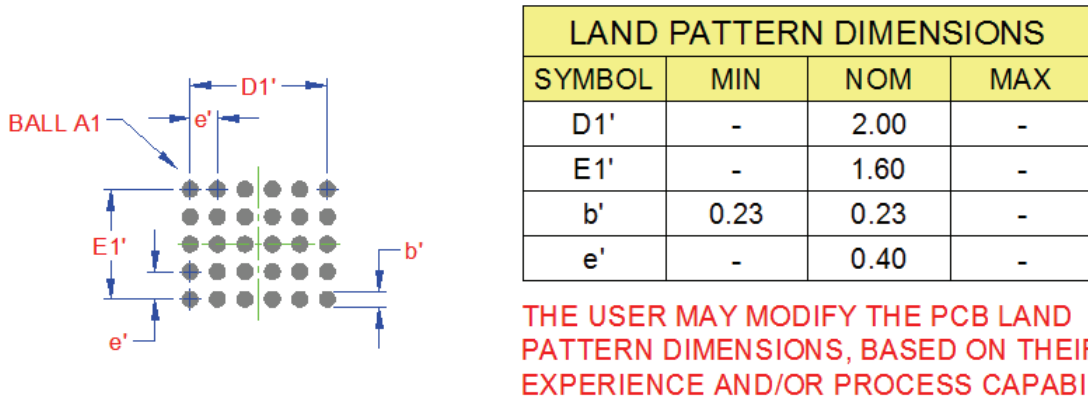 D1'
e'
BALL A1
E1'
b'
e'
LAND PATTERN DIMENSIONS
SYMBOL MIN NOM MAX
D1' - 2.00 -
E1' - 1.60 -
b' 0.23 0.23 -
e' - 0.40 -
THE USER MAY MODIFY THE PCB LAND
PATTERN DIMENSIONS, BASED ON
EXPERIENCE AND/OR PROCESS